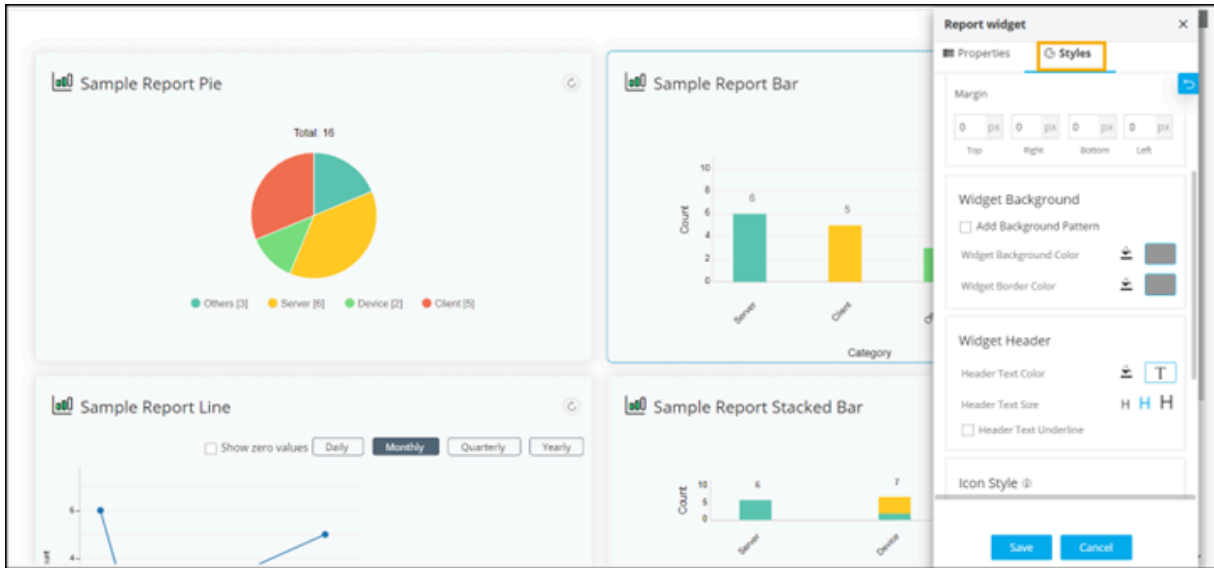 Sample Report Pie
Total: 16
Others [3] Server [6] Device [2] Client [5]
Sample Report Bar
10
8
6
4
2
0
Count
6
5
Server
Client
Category
Sample Report Line
Show zero values Daily Monthly Quarterly Yearly
6-
4-
Sample Report Stacked Bar
10
5
0
Count
6
7
Server
Device
Report widget
Properties Styles
Margin
0 px 0 px 0 px 0 px
Top Right Bottom Left
Widget Background
Add Background Pattern
Widget Background Color
Widget Border Color
Widget Header
Header Text Color T
Header Text Size H H H
Header Text Underline
Icon Style
Save Cancel